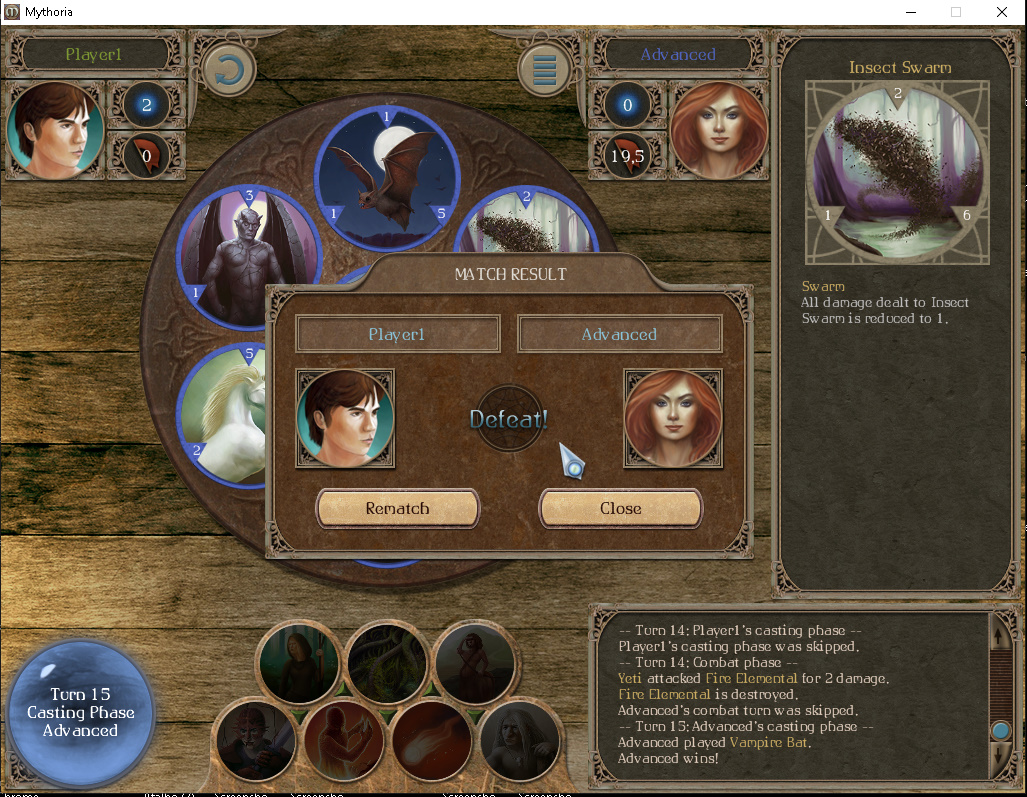 Mythoria
Player1
2
0
Advanced
0
19,5
Insect Swarm
2
1
6
Swarm
All damage dealt to Insect
Swarm is reduced to 1.
1
1
5
3
1
2
5
2
MATCH RESULT
Player1
Advanced
Defeat!
Rematch
Close
Turn 15
Casting Phase
Advanced
-- Turn 14: Player1's casting phase --
Player1's casting phase was skipped.
-- Turn 14: Combat phase --
Yeti attacked Fire Elemental for 2 damage.
Fire Elemental is destroyed.
Advanced's combat turn was skipped.
-- Turn 15: Advanced's casting phase --
Advanced played Vampire Bat.
Advanced wins!